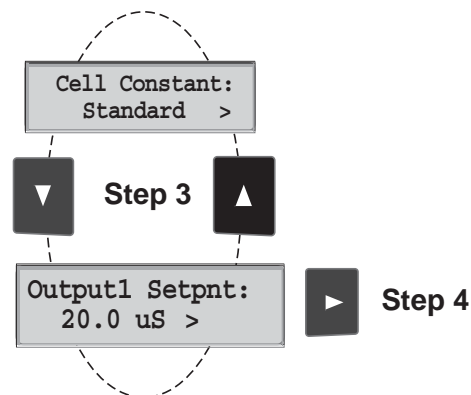 Cell Constant:
Standard >
Step 3
Output1 Setpnt:
20.0 uS >
Step 4